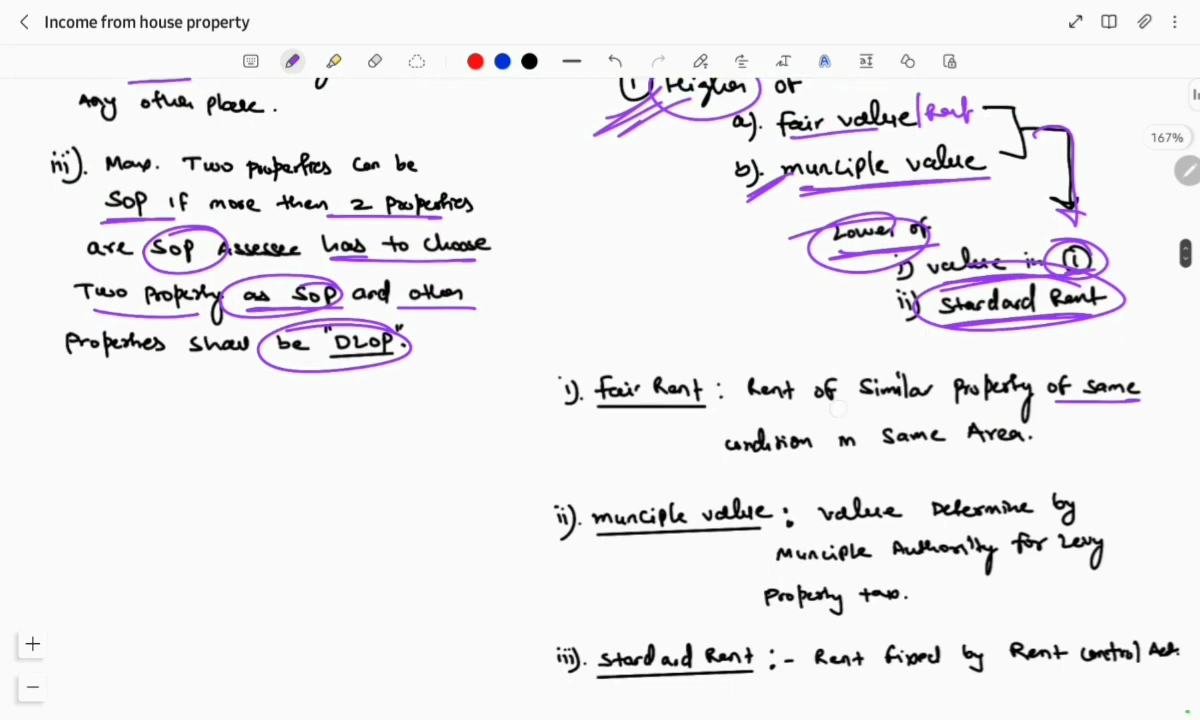 Income from house property
Any other place.
iii). Max. Two properties can be
SOP if more then 2 properties
are SOP Assessee has to choose
Two property as SOP and other
properties shall be "DLOP".
① Higher of
a). fair value/Rent
b). munciple value
Lower of
i) value in ①
ii) Standard Rent
i). fair Rent : Rent of Similar Property of same
condition in same Area.
ii). munciple value : value Determine by
Munciple Authority for Levy
Property tax.
iii). Standard Rent :- Rent fixed by Rent control Act.
167%